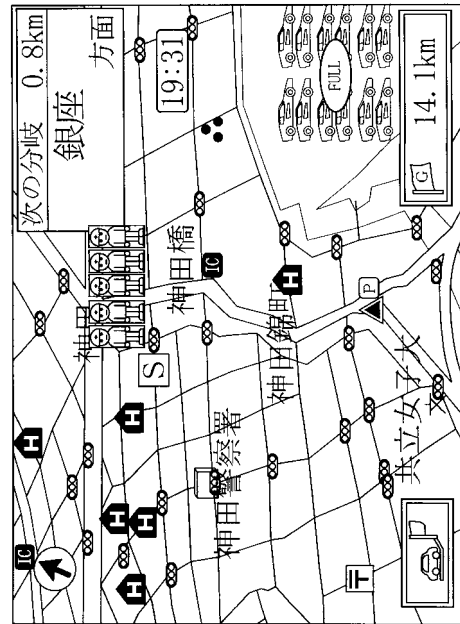 次の分岐 0.8km
銀座
方面
19:31
FULL
14.1km
G
神田
神田橋
IC
IC
S
H
H
H
H
H
H
神田錦町
P
神田警察署
共立女子大
〒